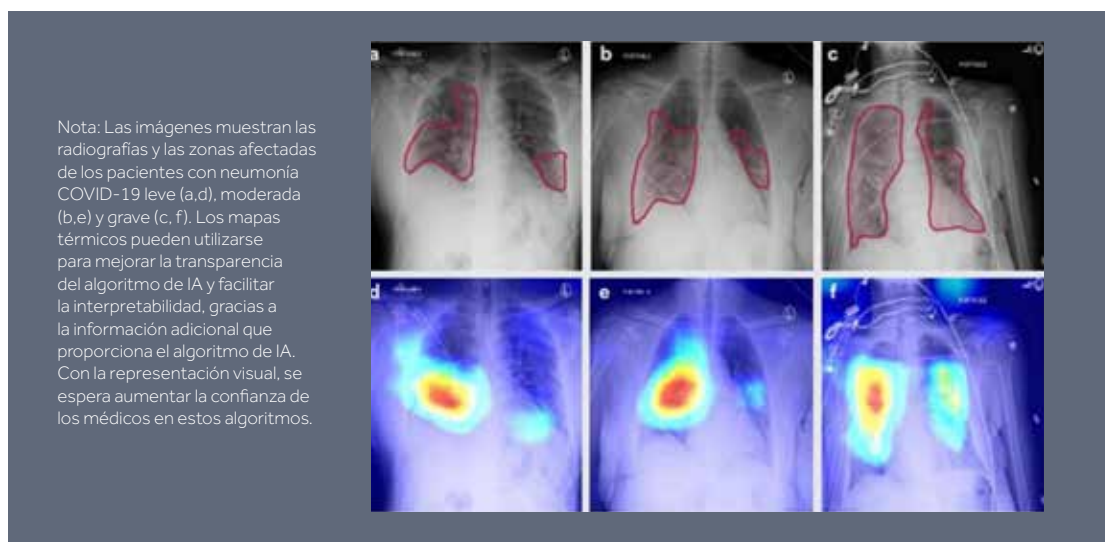 Nota: Las imágenes muestran las
radiografías y las zonas afectadas
de los pacientes con neumonía
COVID-19 leve (a,d), moderada
(b,e) y grave (c, f). Los mapas
térmicos pueden utilizarse
para mejorar la transparencia
del algoritmo de IA y facilitar
la interpretabilidad, gracias a
la información adicional que
proporciona el algoritmo de IA.
Con la representación visual, se
espera aumentar la confianza de
los médicos en estos algoritmos.
a
b
c
d
e
f